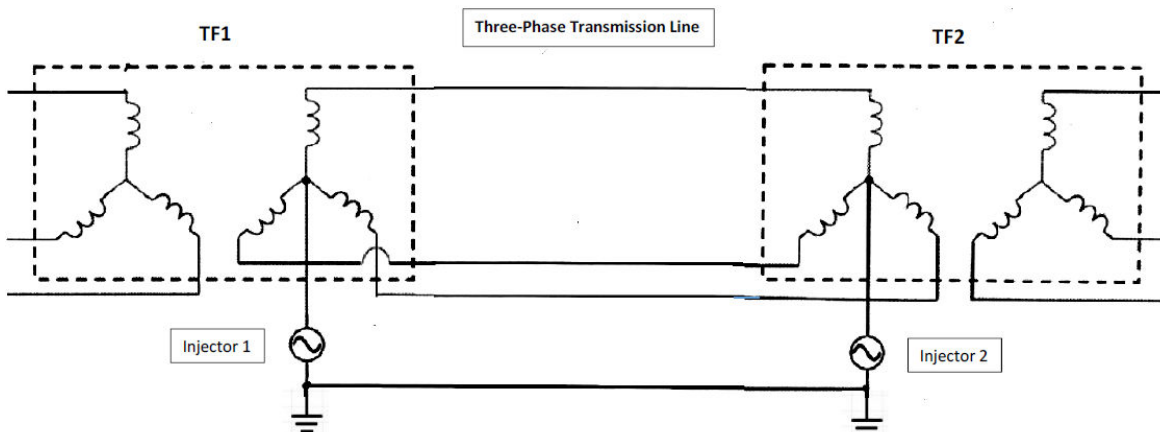 Three-Phase Transmission Line
TF1
TF2
Injector 1
Injector 2